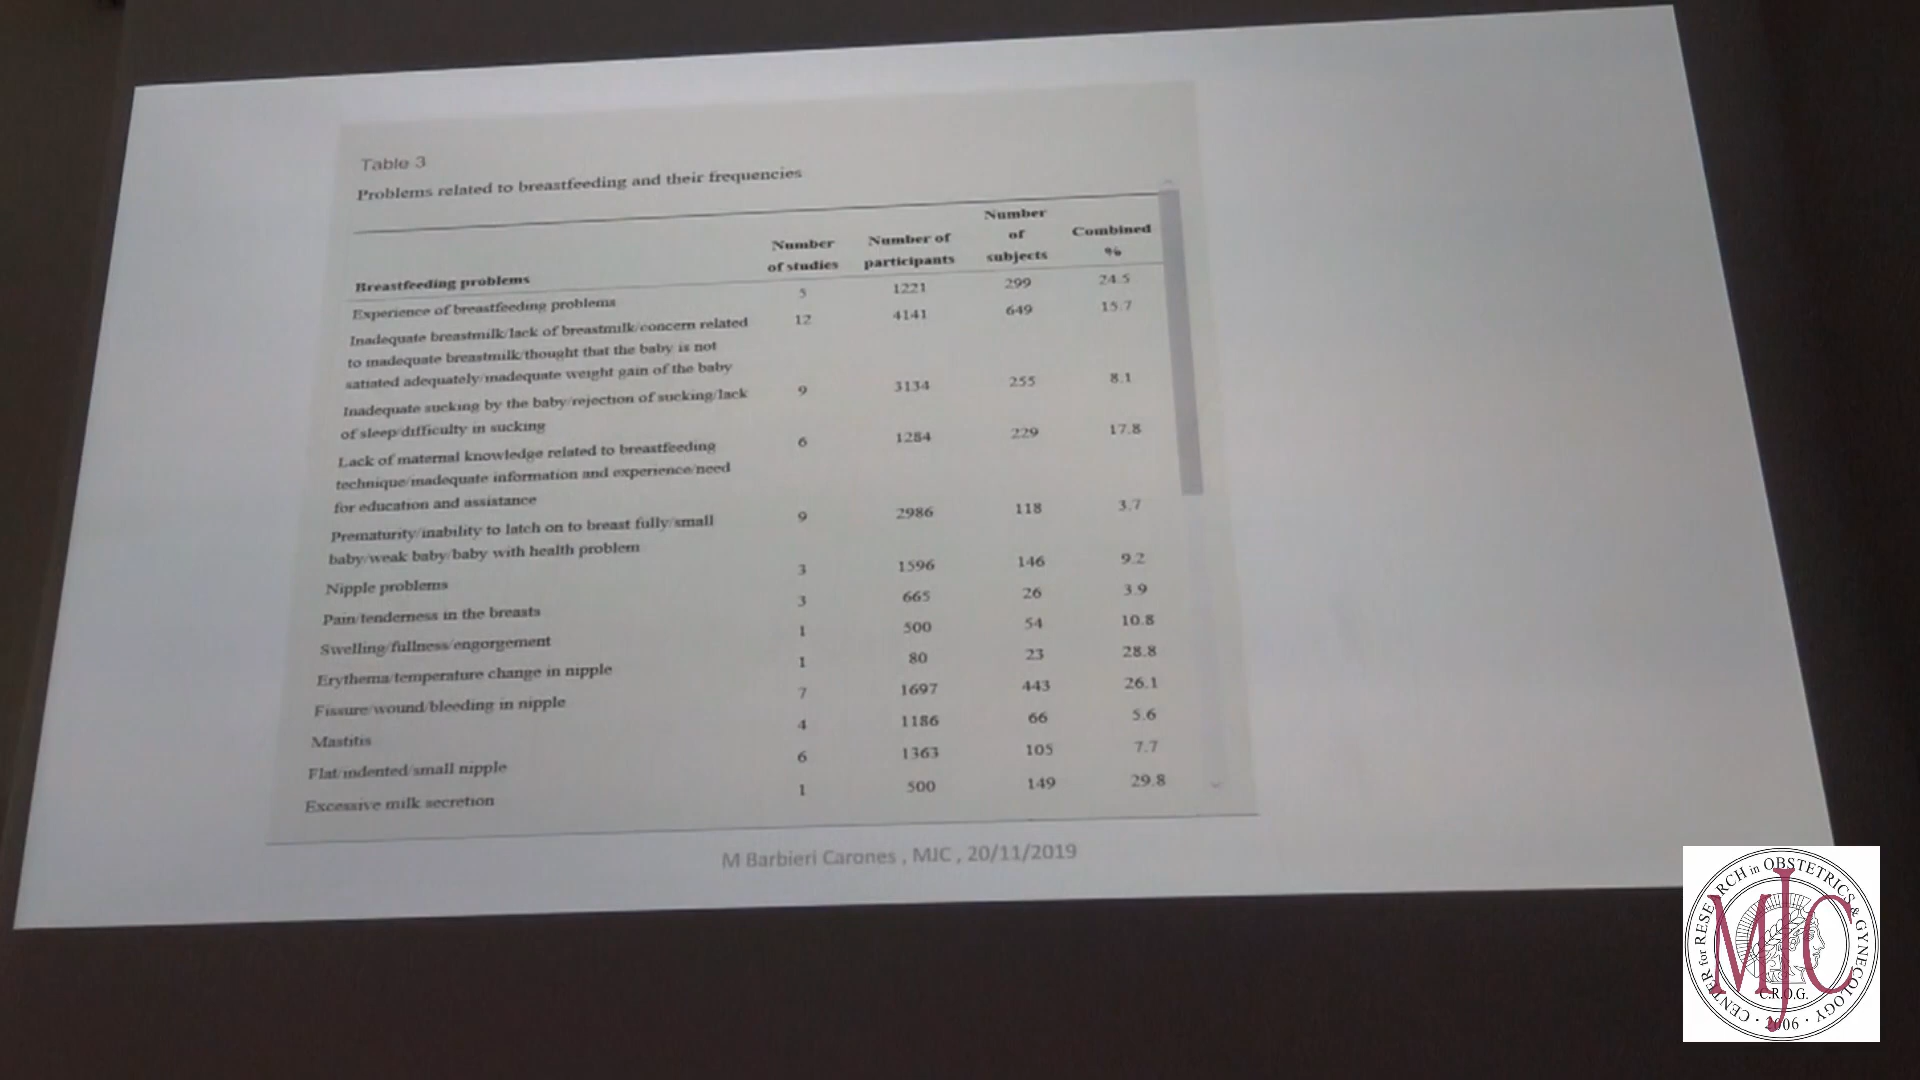 Table 3
Problems related to breastfeeding and their frequencies
Breastfeeding problems Number of studies Number of participants Number of subjects Combined %
Experience of breastfeeding problems 5 1221 299 24.5
Inadequate breastmilk/lack of breastmilk/concern related 12 4141 649 15.7
to inadequate breastmilk/thought that the baby is not
satiated adequately/inadequate weight gain of the baby
Inadequate sucking by the baby/rejection of sucking/lack 9 3134 255 8.1
of sleep/difficulty in sucking
Lack of maternal knowledge related to breastfeeding 6 1284 229 17.8
technique/inadequate information and experience/need
for education and assistance
Prematurity/inability to latch on to breast fully/small 9 2986 118 3.7
baby/weak baby/baby with health problem
Nipple problems 3 1596 146 9.2
Pain/tenderness in the breasts 3 665 26 3.9
Swelling/fullness/engorgement 1 500 54 10.8
Erythema/temperature change in nipple 1 80 23 28.8
Fissure/wound/bleeding in nipple 7 1697 443 26.1
Mastitis 4 1186 66 5.6
Flat/indented/small nipple 6 1363 105 7.7
Excessive milk secretion 1 500 149 29.8
M Barbieri Carones , MJC , 20/11/2019
CENTER for RESEARCH in OBSTETRICS & GYNECOLOGY
MJC
C.R.O.G.
· 2006 ·